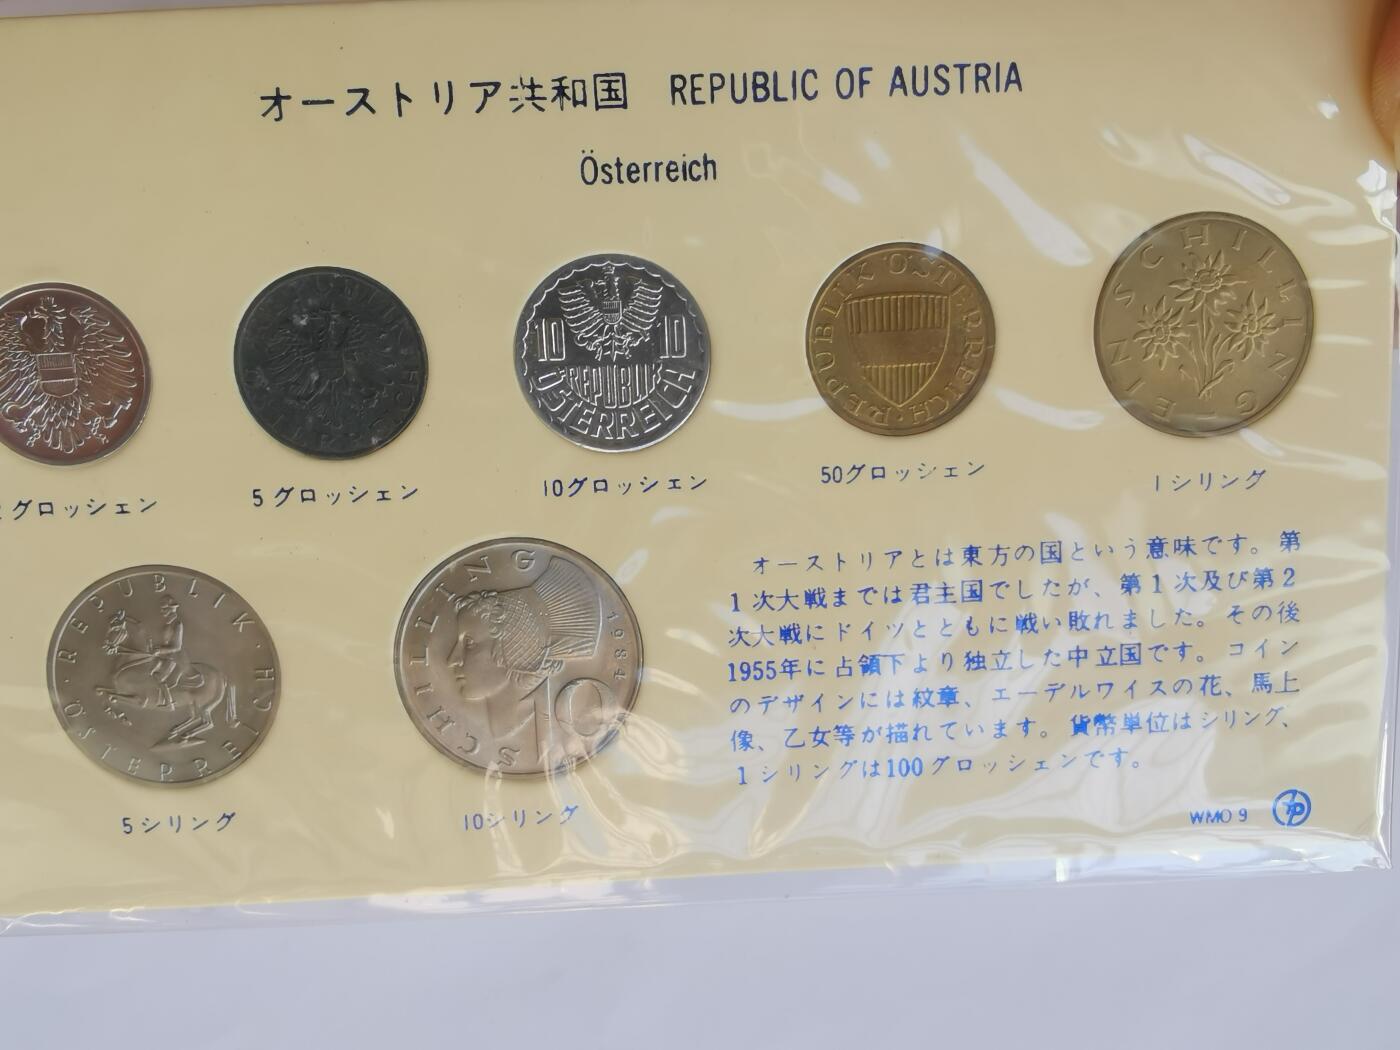 オーストリア共和国 REPUBLIC OF AUSTRIA
Österreich
10 10
REPUBLIK
ÖSTERREICH
REPUBLIK ÖSTERREICH
EIN SCHILLING
グロッシェン
5グロッシェン
10グロッシェン
50グロッシェン
1シリング
REPUBLIK ÖSTERREICH
SCHILLING
10
1984
5シリング
10シリング
オーストリアとは東方の国という意味です。第
1次大戦までは君主国でしたが、第1次及び第2
次大戦にドイツとともに戦い敗れました。その後
1955年に占領下より独立した中立国です。コイン
のデザインには紋章、エーデルワイスの花、馬上
像、乙女等が描れています。貨幣単位はシリング、
1シリングは100グロッシェンです。
WMO 9